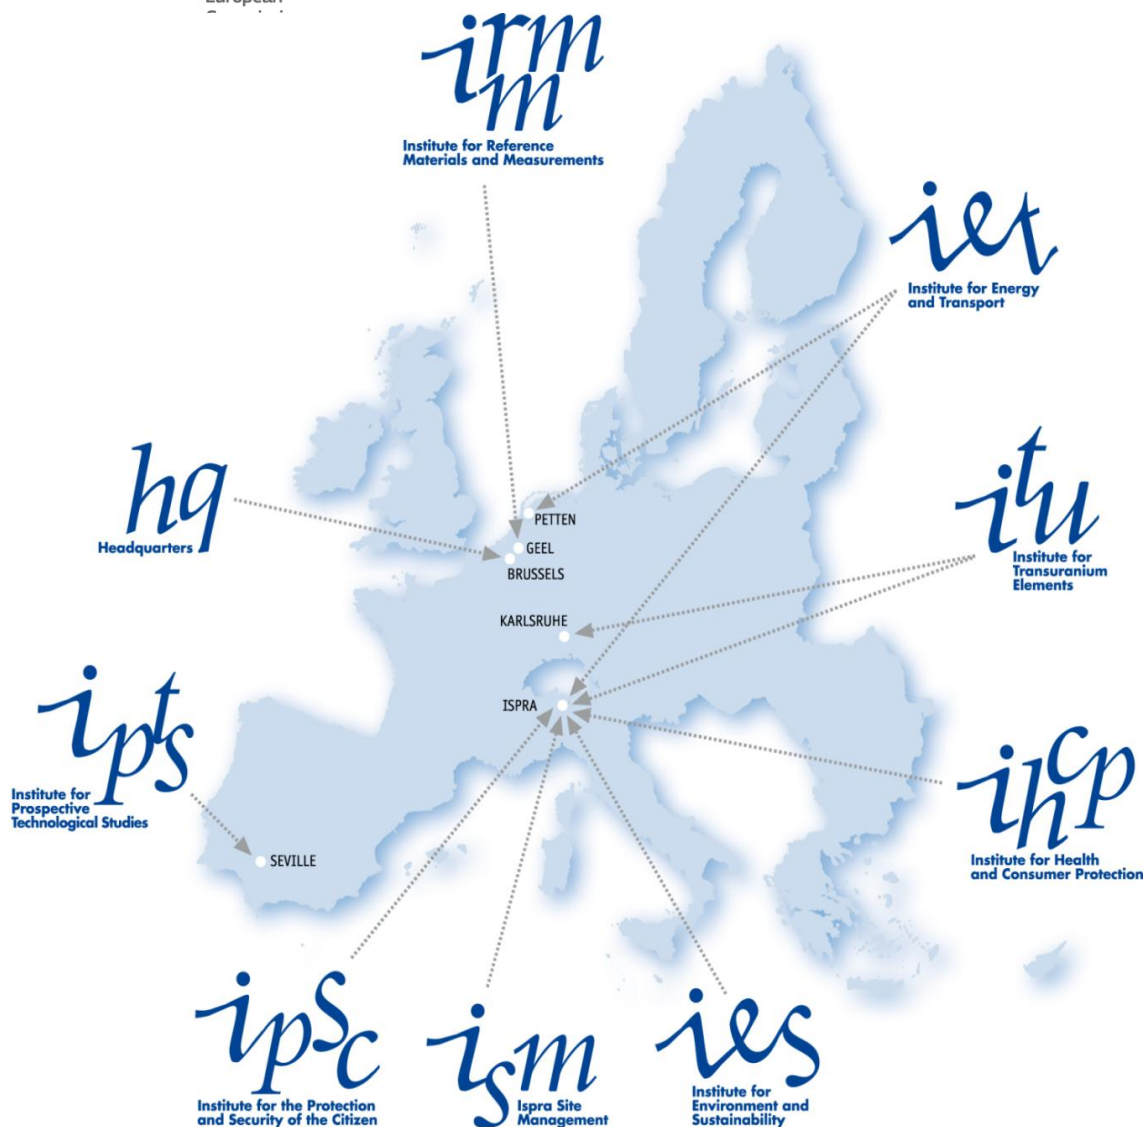 European
irm
m
Institute for Reference
Materials and Measurements
iet
Institute for Energy
and Transport
hq
Headquarters
PETTEN
GEEL
BRUSSELS
itu
Institute for
Transuranium
Elements
KARLSRUHE
ipts
Institute for
Prospective
Technological Studies
ISPRA
ihcp
Institute for Health
and Consumer Protection
SEVILLE
ipsc
Institute for the Protection
and Security of the Citizen
ism
Ispra Site
Management
ies
Institute for
Environment and
Sustainability